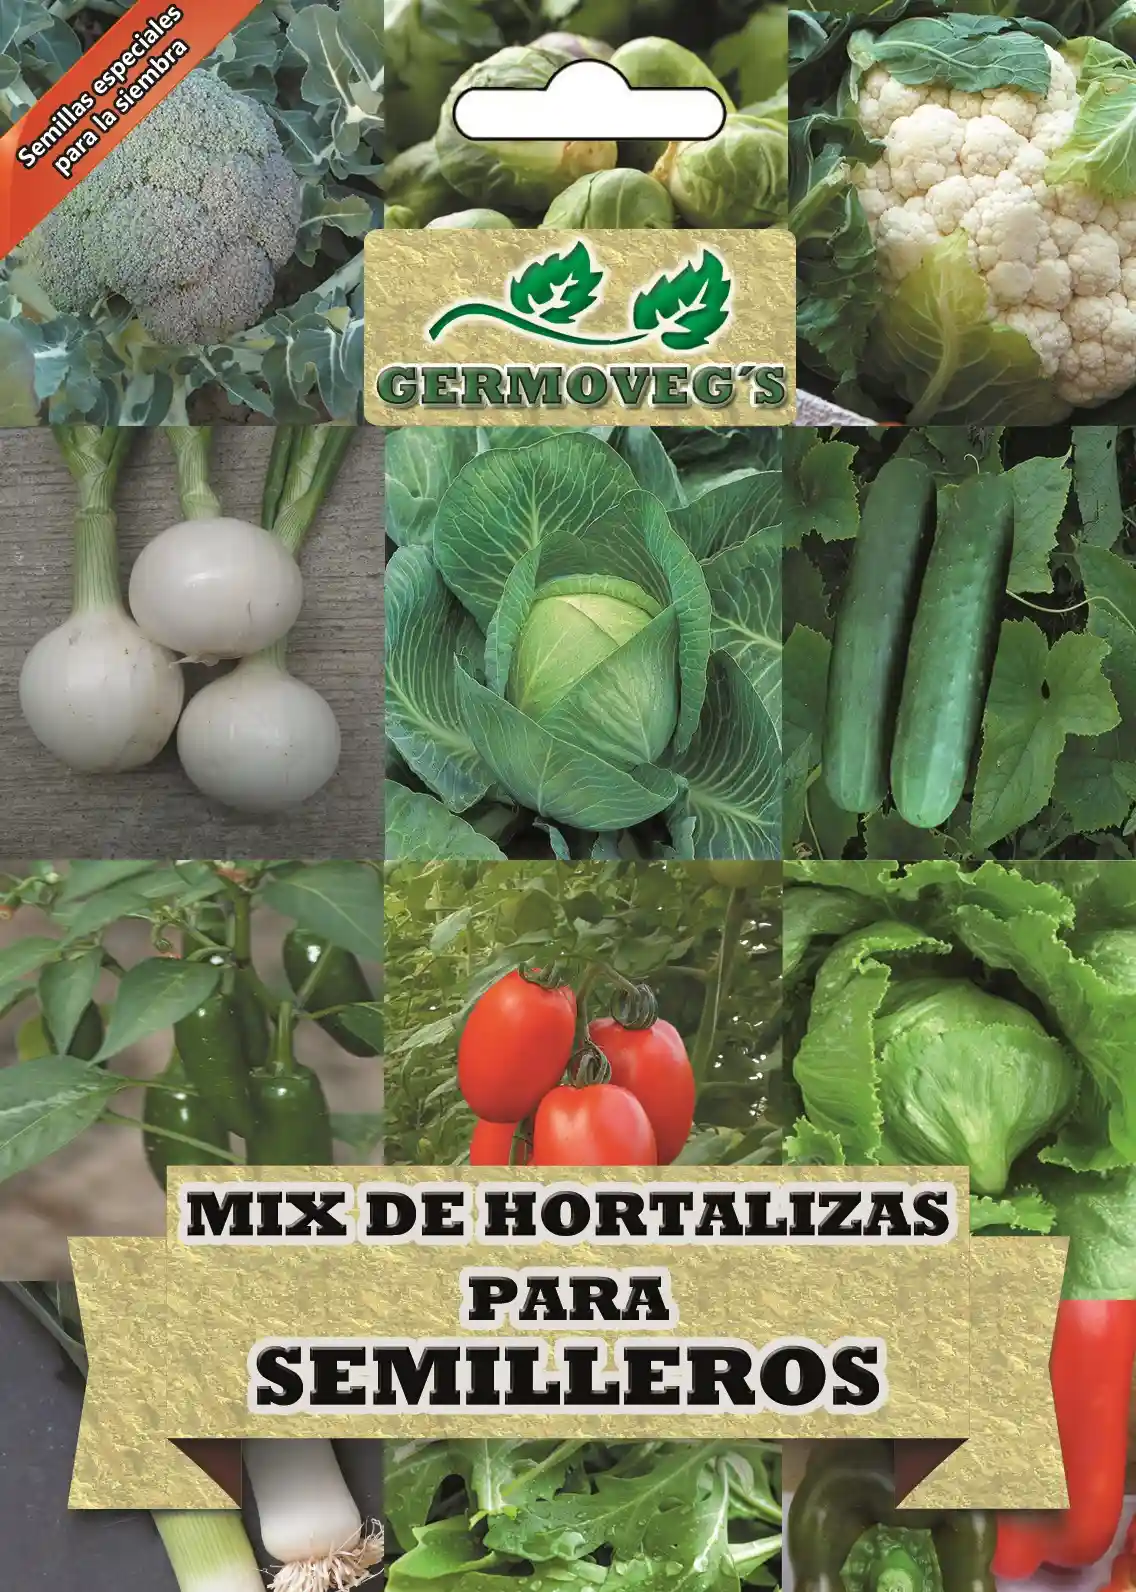 Semillas especiales
para la siembra
GERMOVEG´S
MIX DE HORTALIZAS
PARA
SEMILLEROS